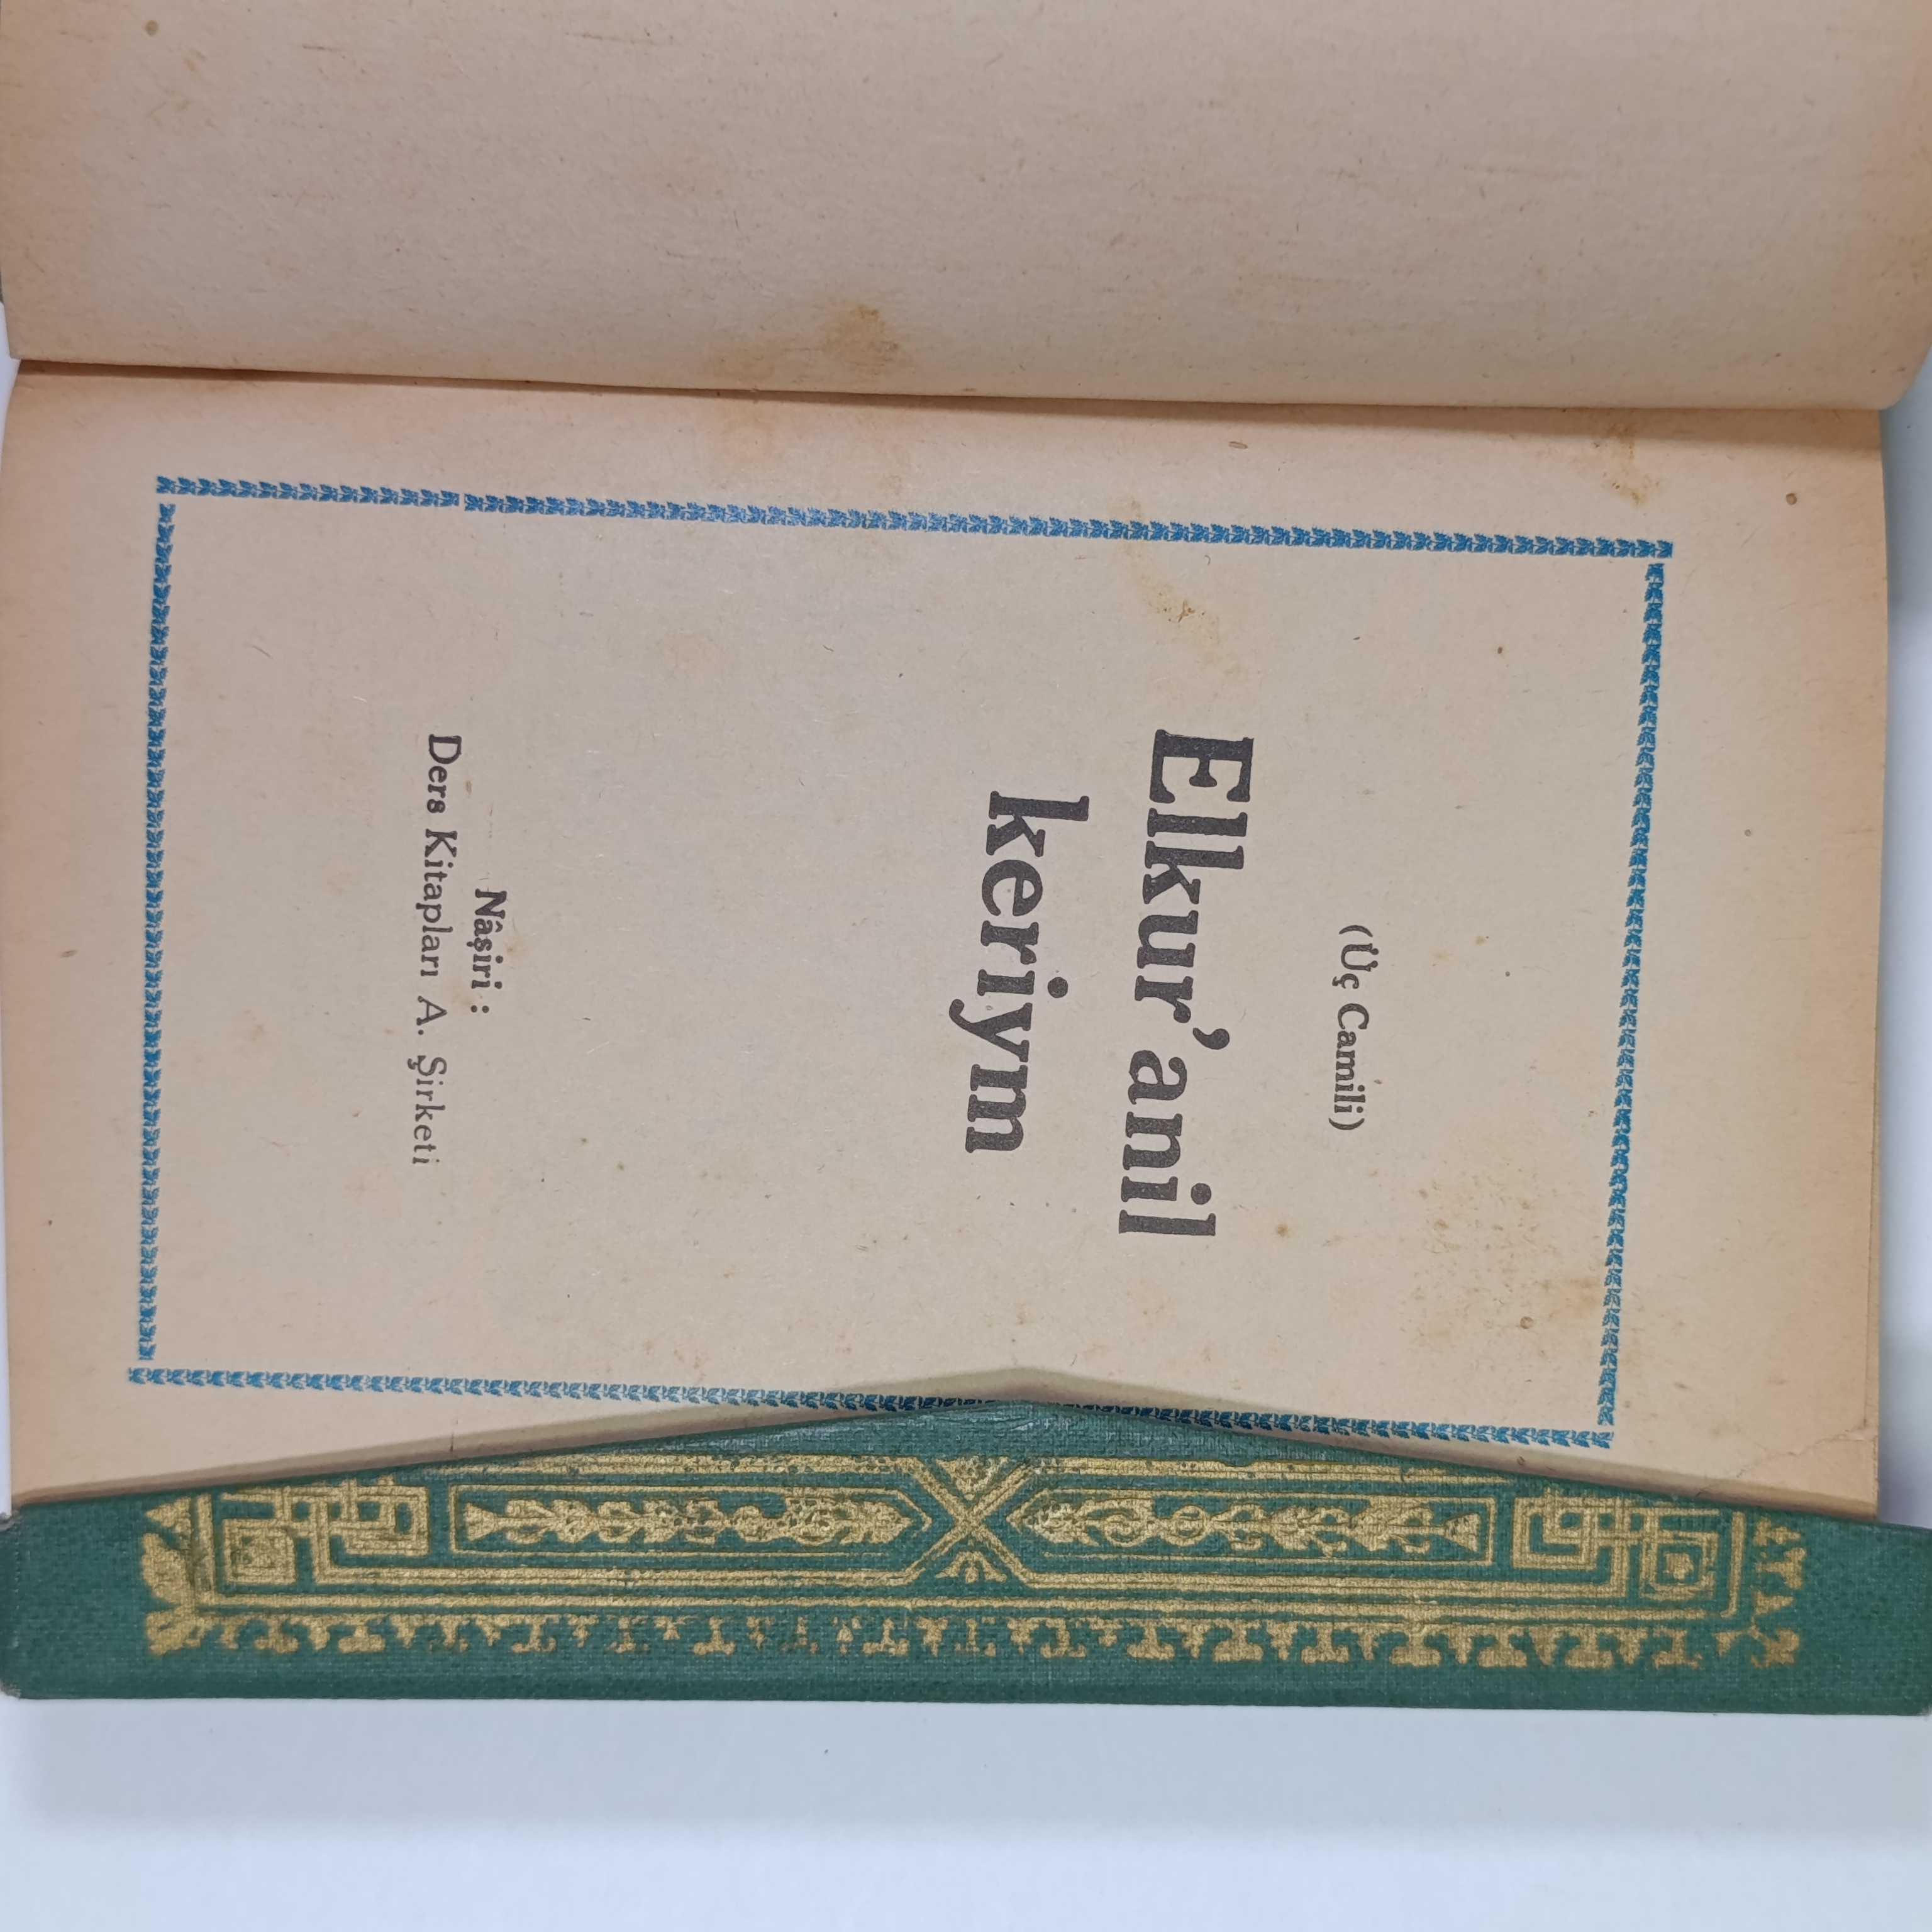 (Üç Camili)
Elkur'anil
keriym
Nâşiri :
Ders Kitapları A. Şirketi